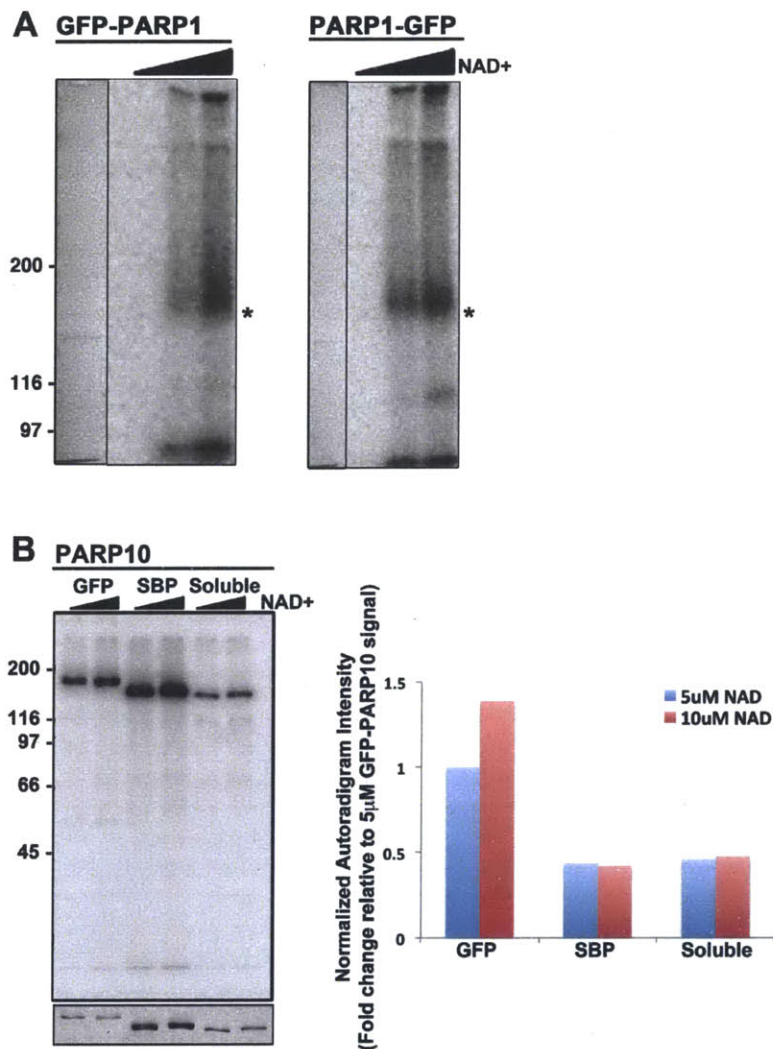 A
GFP-PARP1
PARP1-GFP
NAD+
200
116
97
*
*
B
PARP10
GFP SBP Soluble
NAD+
200
116
97
66
45
Normalized Autoradigram Intensity
(Fold change relative to 5µM GFP-PARP10 signal)
1.5
1
0.5
0
5uM NAD
10uM NAD
GFP SBP Soluble